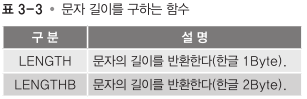 표 3-3 • 문자 길이를 구하는 함수
구분 설명
LENGTH 문자의 길이를 반환한다(한글 1Byte).
LENGTHB 문자의 길이를 반환한다(한글 2Byte).